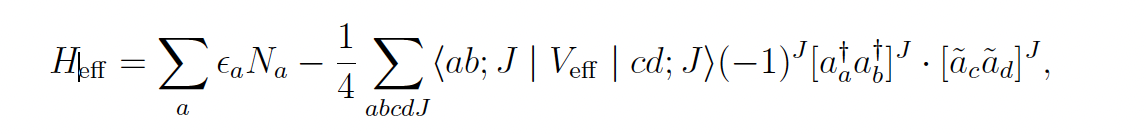 H_eff = ∑_a ϵ_a N_a − 1/4 ∑_{abcdJ} ⟨ab; J | V_eff | cd; J⟩(−1)^J [a_a^† a_b^†]^J · [ã_c ã_d]^J,